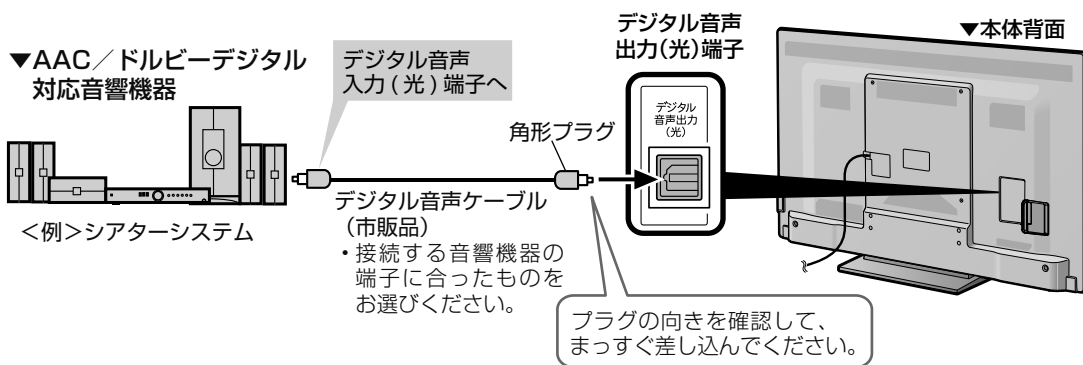 ▼AAC／ドルビーデジタル
対応音響機器
＜例＞シアターシステム
デジタル音声
入力(光)端子へ
デジタル音声ケーブル
（市販品）
・接続する音響機器の
端子に合ったものを
お選びください。
角形プラグ
デジタル音声
出力（光）端子
デジタル
音声出力
（光）
プラグの向きを確認して、
まっすぐ差し込んでください。
▼本体背面